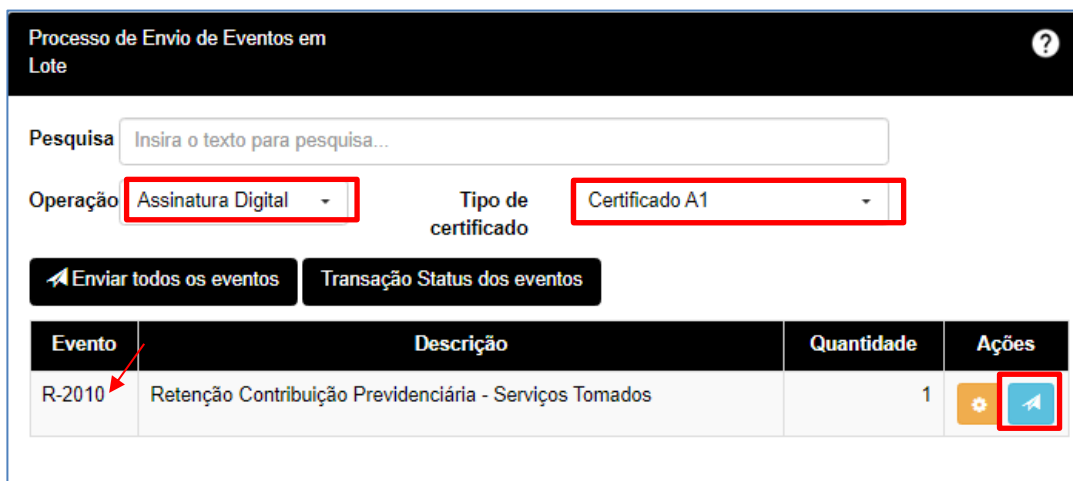 Processo de Envio de Eventos em
Lote
?
Pesquisa Insira o texto para pesquisa...
Operação Assinatura Digital Tipo de certificado Certificado A1
Enviar todos os eventos Transação Status dos eventos
Evento Descrição Quantidade Ações
R-2010 Retenção Contribuição Previdenciária - Serviços Tomados 1